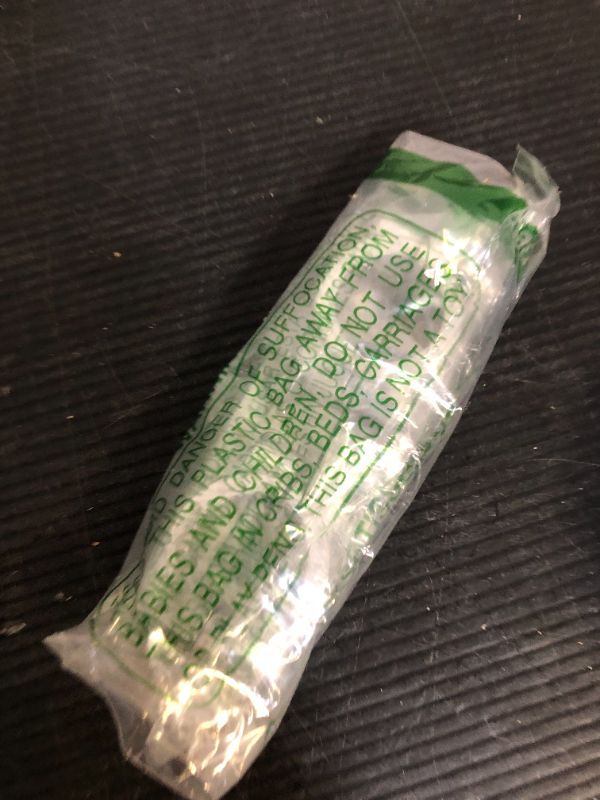 DANGER OF SUFFOCATION,
THIS PLASTIC BAG AWAY FROM
BABIES AND CHILDREN. DO NOT USE
THIS BAG IN CRIBS, BEDS, CARRIAGES
PENS. THIS BAG IS NOT A TOY